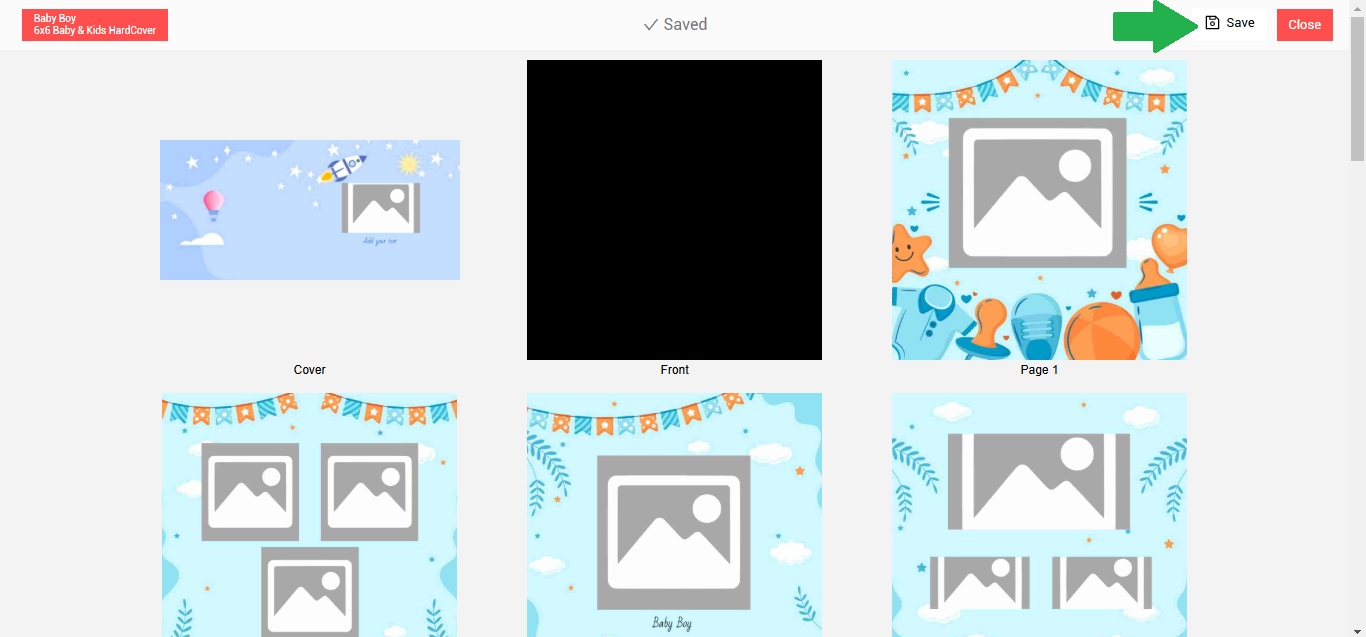 Baby Boy
6x6 Baby & Kids HardCover
Saved
Save
Close
Add your text
Cover
Front
Page 1
Baby Boy